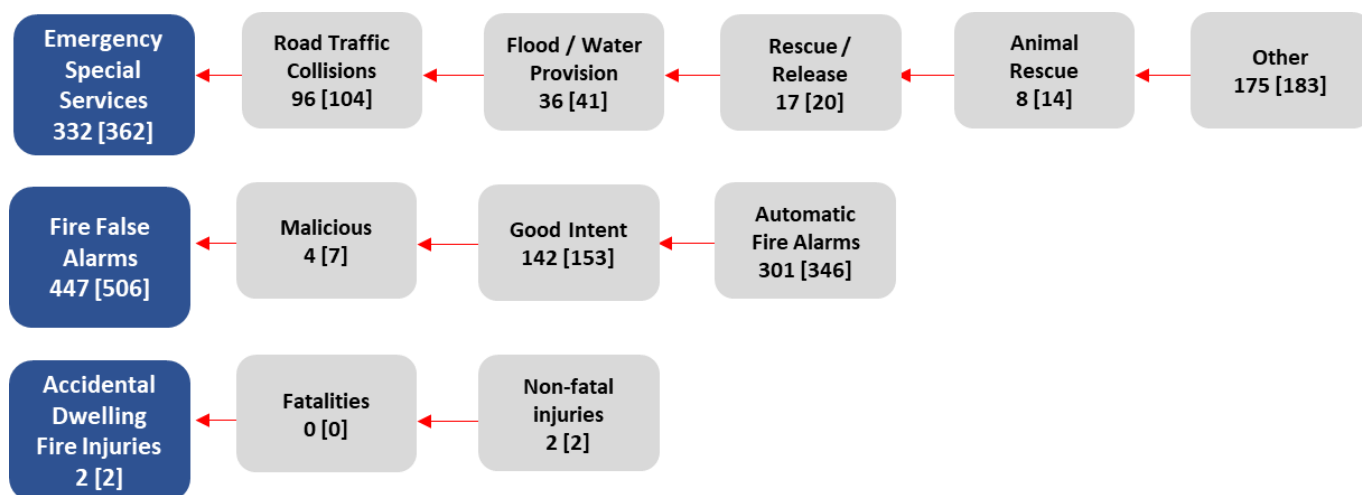 Emergency
Special
Services
332 [362]
Road Traffic
Collisions
96 [104]
Flood / Water
Provision
36 [41]
Rescue /
Release
17 [20]
Animal
Rescue
8 [14]
Other
175 [183]
Fire False
Alarms
447 [506]
Malicious
4 [7]
Good Intent
142 [153]
Automatic
Fire Alarms
301 [346]
Accidental
Dwelling
Fire Injuries
2 [2]
Fatalities
0 [0]
Non-fatal
injuries
2 [2]